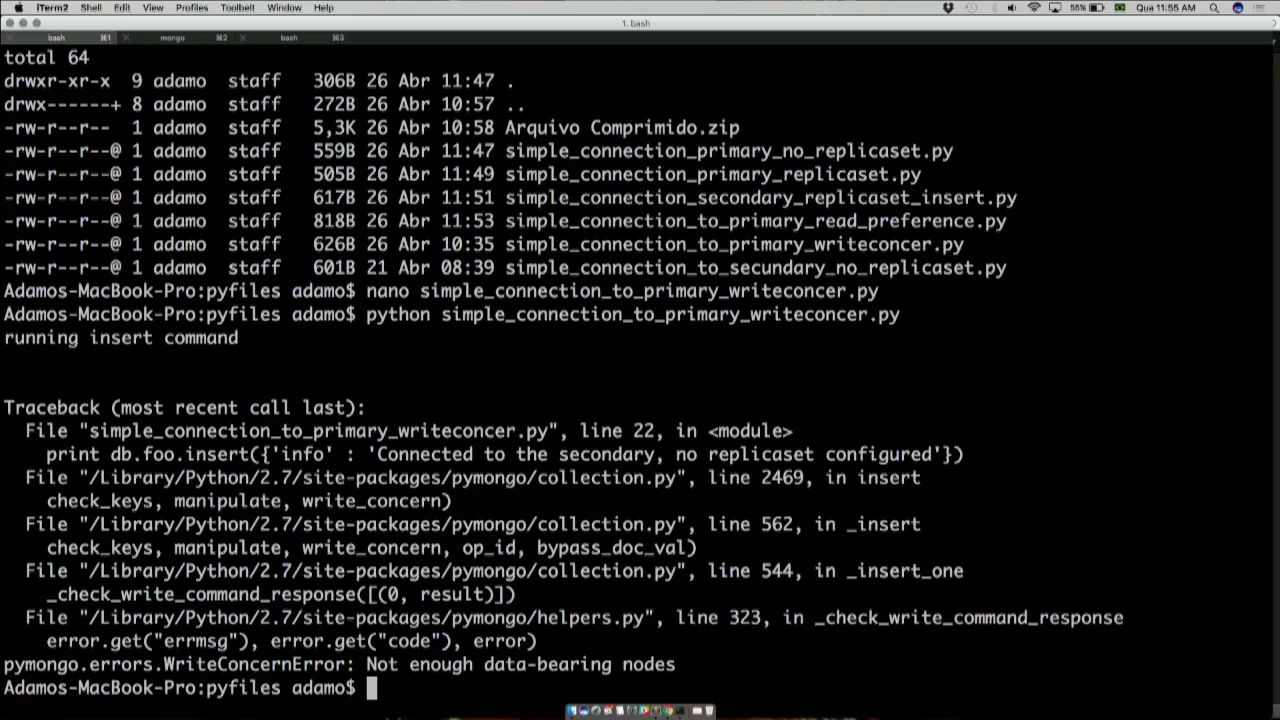 iTerm2 Shell Edit View Profiles Toolbelt Window Help 55% Qua 11:55 AM
1. bash
bash ⌘1 mongo ⌘2 bash ⌘3
total 64
drwxr-xr-x 9 adamo staff 306B 26 Abr 11:47 .
drwx------+ 8 adamo staff 272B 26 Abr 10:57 ..
-rw-r--r-- 1 adamo staff 5,3K 26 Abr 10:58 Arquivo Comprimido.zip
-rw-r--r--@ 1 adamo staff 559B 26 Abr 11:47 simple_connection_primary_no_replicaset.py
-rw-r--r--@ 1 adamo staff 505B 26 Abr 11:49 simple_connection_primary_replicaset.py
-rw-r--r--@ 1 adamo staff 617B 26 Abr 11:51 simple_connection_secondary_replicaset_insert.py
-rw-r--r--@ 1 adamo staff 818B 26 Abr 11:53 simple_connection_to_primary_read_preference.py
-rw-r--r--@ 1 adamo staff 626B 26 Abr 10:35 simple_connection_to_primary_writeconcer.py
-rw-r--r--@ 1 adamo staff 601B 21 Abr 08:39 simple_connection_to_secundary_no_replicaset.py
Adamos-MacBook-Pro:pyfiles adamo$ nano simple_connection_to_primary_writeconcer.py
Adamos-MacBook-Pro:pyfiles adamo$ python simple_connection_to_primary_writeconcer.py
running insert command
Traceback (most recent call last):
File "simple_connection_to_primary_writeconcer.py", line 22, in <module>
print db.foo.insert({'info' : 'Connected to the secondary, no replicaset configured'})
File "/Library/Python/2.7/site-packages/pymongo/collection.py", line 2469, in insert
check_keys, manipulate, write_concern)
File "/Library/Python/2.7/site-packages/pymongo/collection.py", line 562, in _insert
check_keys, manipulate, write_concern, op_id, bypass_doc_val)
File "/Library/Python/2.7/site-packages/pymongo/collection.py", line 544, in _insert_one
_check_write_command_response([(0, result)])
File "/Library/Python/2.7/site-packages/pymongo/helpers.py", line 323, in _check_write_command_response
error.get("errmsg"), error.get("code"), error)
pymongo.errors.WriteConcernError: Not enough data-bearing nodes
Adamos-MacBook-Pro:pyfiles adamo$